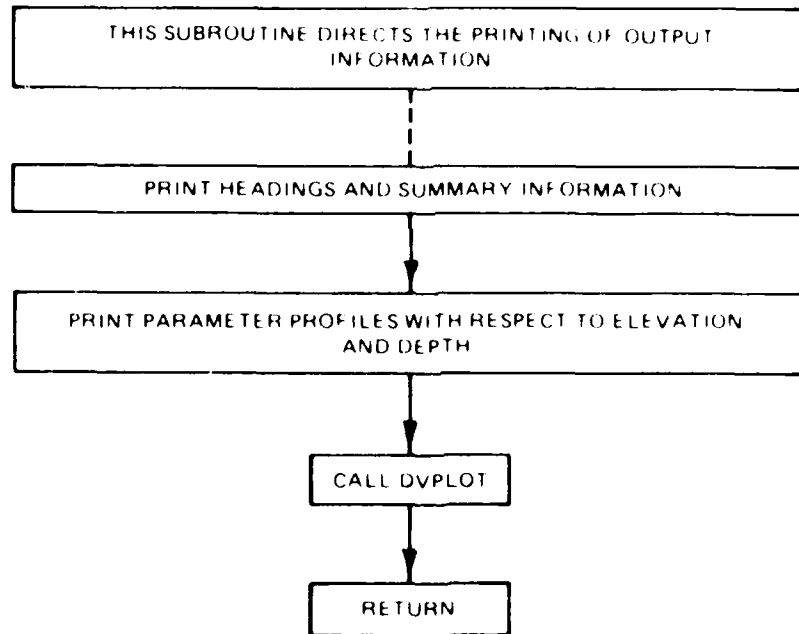 THIS SUBROUTINE DIRECTS THE PRINTING OF OUTPUT
INFORMATION
PRINT HEADINGS AND SUMMARY INFORMATION
PRINT PARAMETER PROFILES WITH RESPECT TO ELEVATION
AND DEPTH
CALL DVPLOT
RETURN